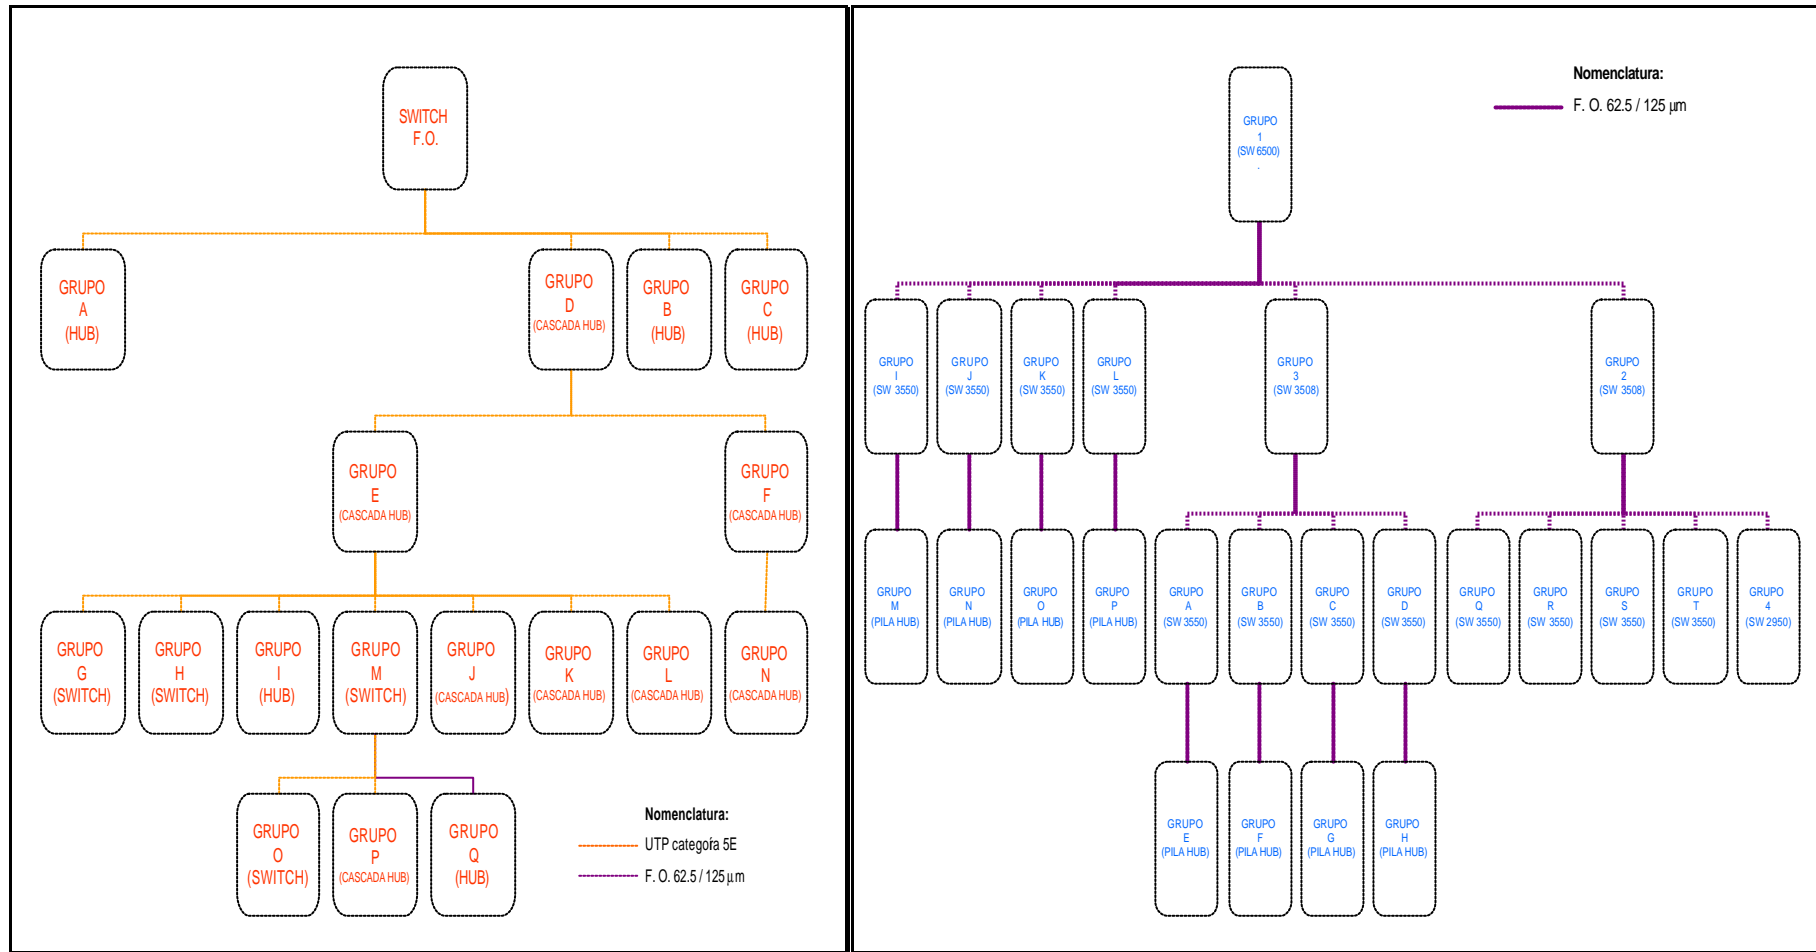 SWITCH
F.O.
GRUPO
A
(HUB)
GRUPO
D
(CASCADA HUB)
GRUPO
B
(HUB)
GRUPO
C
(HUB)
GRUPO
E
(CASCADA HUB)
GRUPO
F
(CASCADA HUB)
GRUPO
G
(SWITCH)
GRUPO
H
(SWITCH)
GRUPO
I
(HUB)
GRUPO
M
(SWITCH)
GRUPO
J
(CASCADA HUB)
GRUPO
K
(CASCADA HUB)
GRUPO
L
(CASCADA HUB)
GRUPO
N
(CASCADA HUB)
GRUPO
O
(SWITCH)
GRUPO
P
(CASCADA HUB)
GRUPO
Q
(HUB)
Nomenclatura:
UTP categoŕa 5E
F. O. 62.5 / 125 µm
Nomenclatura:
F. O. 62.5 / 125 µm
GRUPO
1
(SW 6500)
.
GRUPO
I
(SW 3550)
GRUPO
J
(SW 3550)
GRUPO
K
(SW 3550)
GRUPO
L
(SW 3550)
GRUPO
3
(SW 3508)
GRUPO
2
(SW 3508)
GRUPO
M
(PILA HUB)
GRUPO
N
(PILA HUB)
GRUPO
O
(PILA HUB)
GRUPO
P
(PILA HUB)
GRUPO
A
(SW 3550)
GRUPO
B
(SW 3550)
GRUPO
C
(SW 3550)
GRUPO
D
(SW 3550)
GRUPO
Q
(SW 3550)
GRUPO
R
(SW 3550)
GRUPO
S
(SW 3550)
GRUPO
T
(SW 3550)
GRUPO
4
(SW 2950)
GRUPO
E
(PILA HUB)
GRUPO
F
(PILA HUB)
GRUPO
G
(PILA HUB)
GRUPO
H
(PILA HUB)